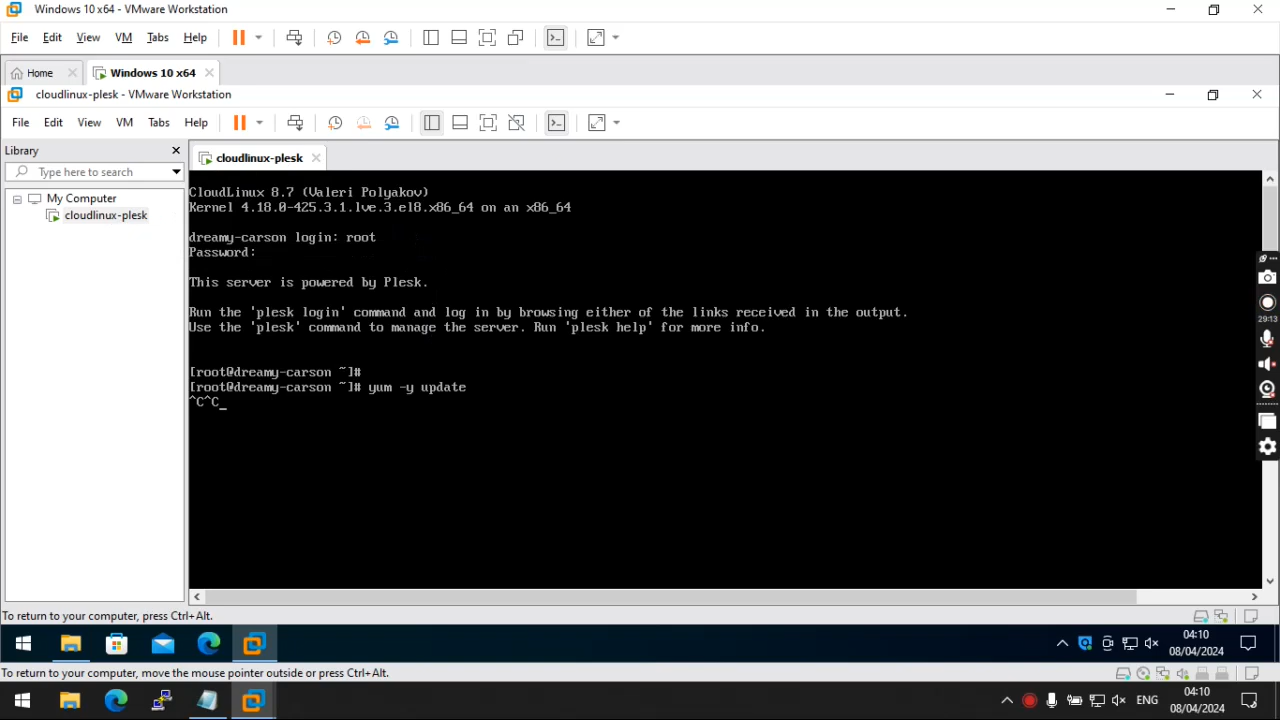 Windows 10 x64 - VMware Workstation
File Edit View VM Tabs Help
Home Windows 10 x64
cloudlinux-plesk - VMware Workstation
File Edit View VM Tabs Help
Library
cloudlinux-plesk
Type here to search
My Computer
cloudlinux-plesk
CloudLinux 8.7 (Valeri Polyakov)
Kernel 4.18.0-425.3.1.lve.3.el8.x86_64 on an x86_64
dreamy-carson login: root
Password:
This server is powered by Plesk.
Run the 'plesk login' command and log in by browsing either of the links received in the output.
Use the 'plesk' command to manage the server. Run 'plesk help' for more info.
[root@dreamy-carson ~]#
[root@dreamy-carson ~]# yum -y update
^C^C_
29:13
To return to your computer, press Ctrl+Alt.
04:10
08/04/2024
To return to your computer, move the mouse pointer outside or press Ctrl+Alt.
ENG
04:10
08/04/2024